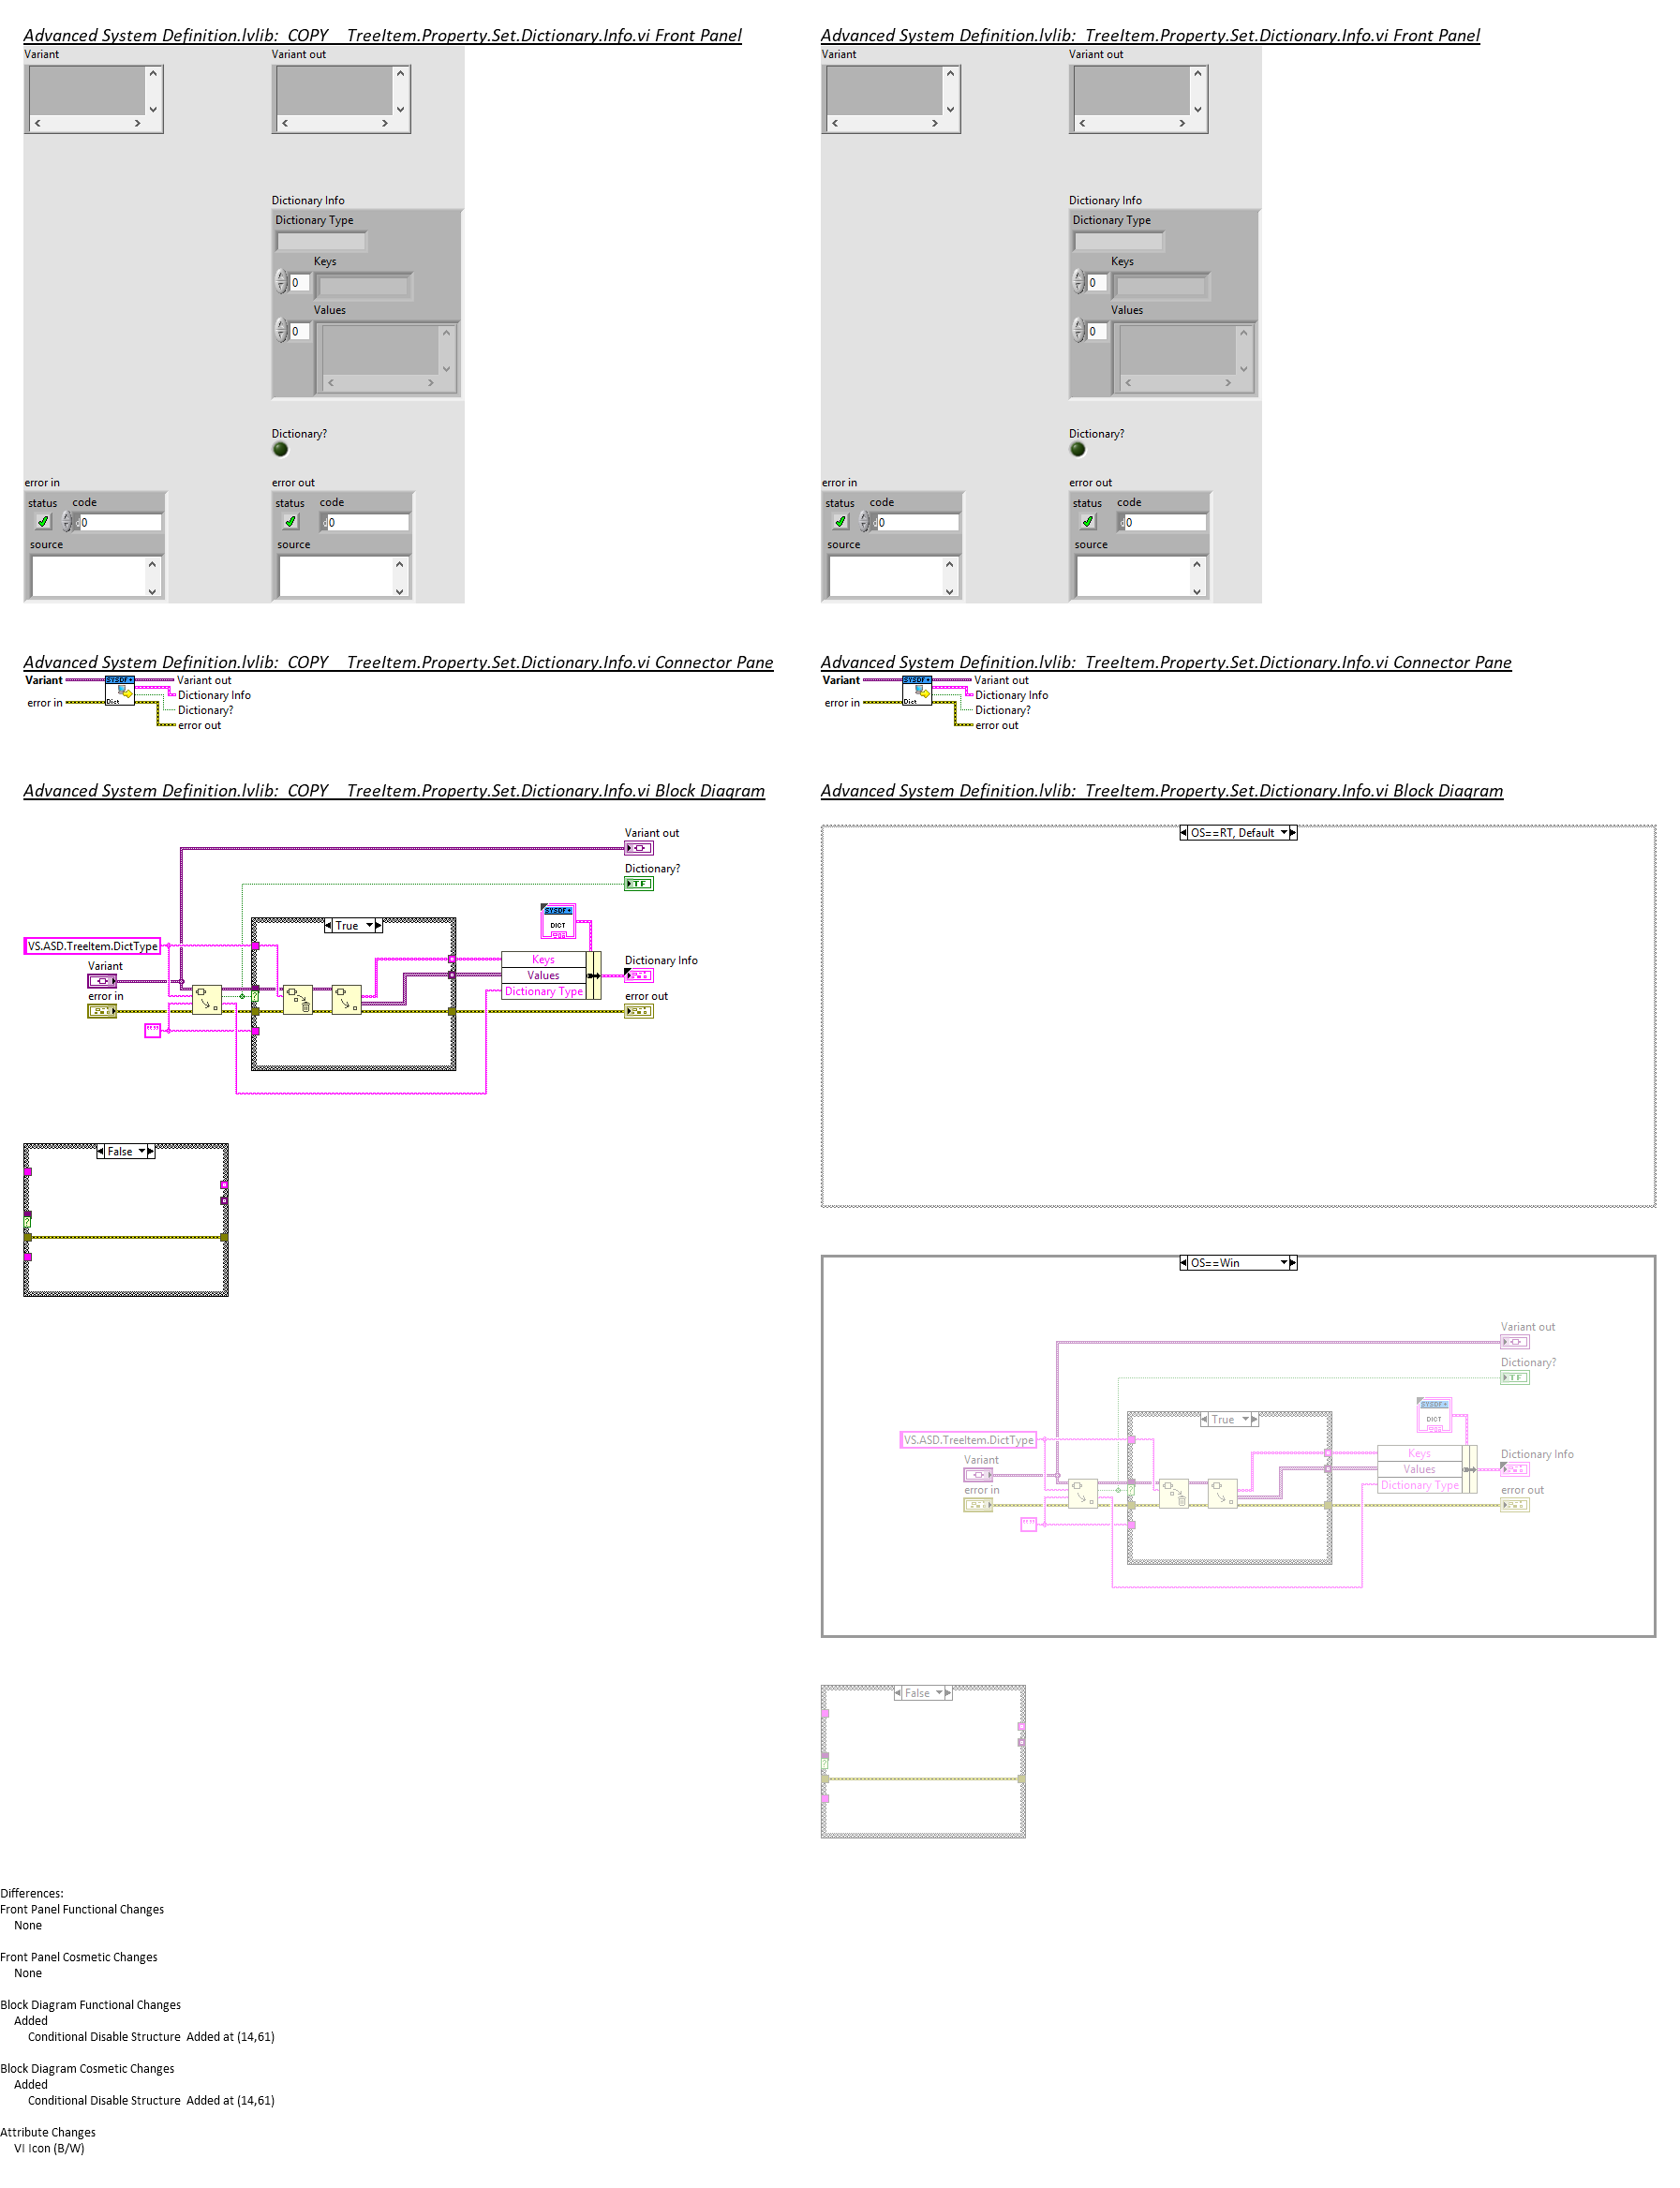 Advanced System Definition.lvlib:  COPY    TreeItem.Property.Set.Dictionary.Info.vi Front Panel
Variant
Variant out
Dictionary Info
Dictionary Type
Keys
0
Values
0
Dictionary?
error in
error out
status code
0
source
status code
0
source
Advanced System Definition.lvlib:  TreeItem.Property.Set.Dictionary.Info.vi Front Panel
Variant
Variant out
Dictionary Info
Dictionary Type
Keys
0
Values
0
Dictionary?
error in
error out
status code
0
source
status code
0
source
Advanced System Definition.lvlib:  COPY    TreeItem.Property.Set.Dictionary.Info.vi Connector Pane
Variant
error in
SYSDF
Dict
Variant out
Dictionary Info
Dictionary?
error out
Advanced System Definition.lvlib:  TreeItem.Property.Set.Dictionary.Info.vi Connector Pane
Variant
error in
SYSDF
Dict
Variant out
Dictionary Info
Dictionary?
error out
Advanced System Definition.lvlib:  COPY    TreeItem.Property.Set.Dictionary.Info.vi Block Diagram
Variant out
Dictionary?
TF
True
SYSDF
DICT
VS.ASD.TreeItem.DictType
Variant
error in
Keys
Values
Dictionary Type
Dictionary Info
error out
False
Advanced System Definition.lvlib:  TreeItem.Property.Set.Dictionary.Info.vi Block Diagram
OS==RT, Default
OS==Win
Variant out
Dictionary?
TF
True
SYSDF
DICT
VS.ASD.TreeItem.DictType
Variant
error in
Keys
Values
Dictionary Type
Dictionary Info
error out
False
Differences:
Front Panel Functional Changes
None
Front Panel Cosmetic Changes
None
Block Diagram Functional Changes
Added
Conditional Disable Structure  Added at (14,61)
Block Diagram Cosmetic Changes
Added
Conditional Disable Structure  Added at (14,61)
Attribute Changes
VI Icon (B/W)